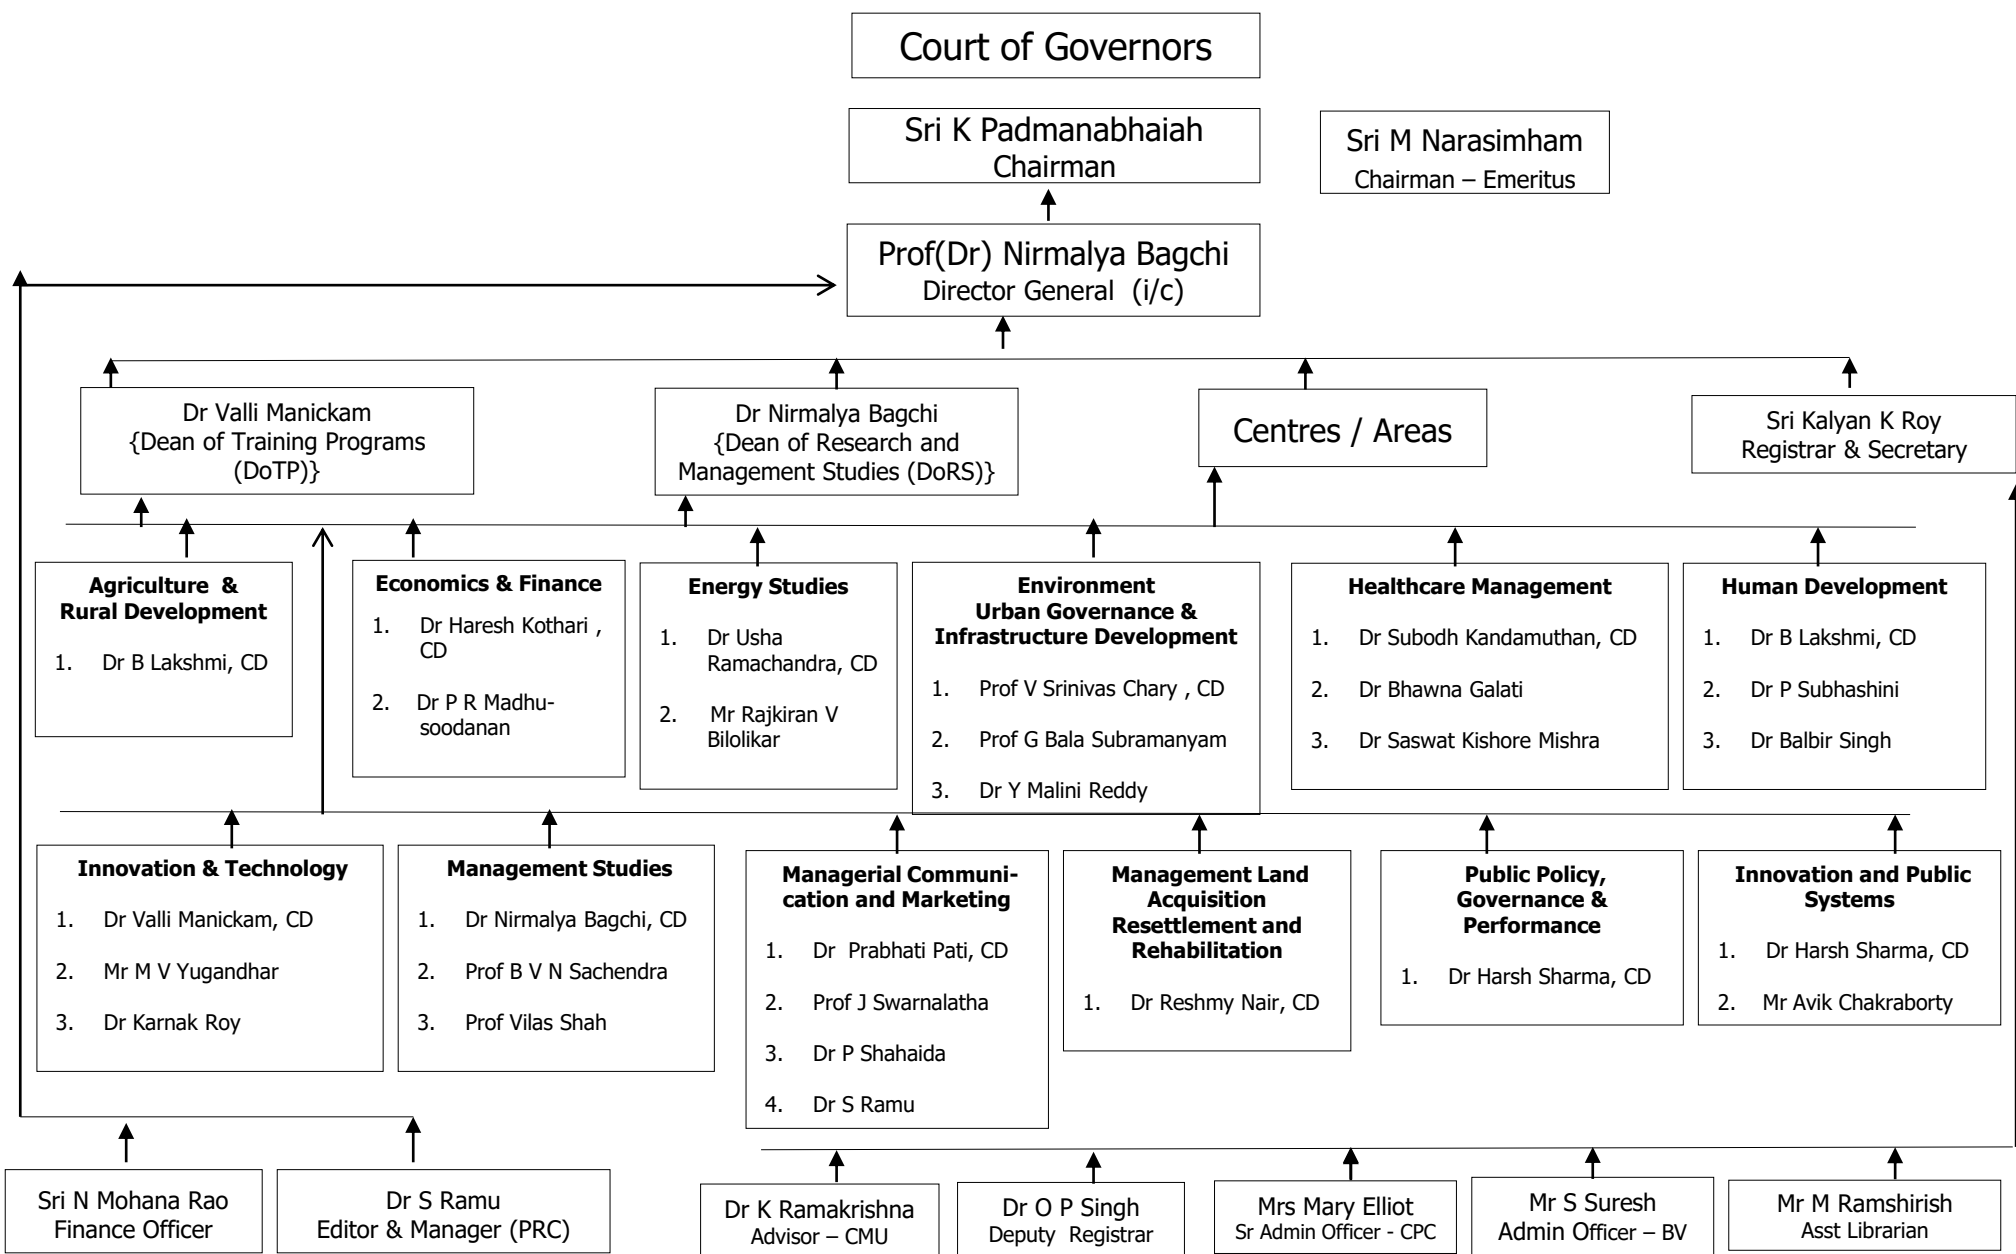 Court of Governors
Sri K Padmanabhaiah
Chairman
Sri M Narasimham
Chairman – Emeritus
Prof(Dr) Nirmalya Bagchi
Director General (i/c)
Dr Valli Manickam
{Dean of Training Programs
(DoTP)}
Dr Nirmalya Bagchi
{Dean of Research and
Management Studies (DoRS)}
Centres / Areas
Sri Kalyan K Roy
Registrar & Secretary
Agriculture &
Rural Development
1. Dr B Lakshmi, CD
Economics & Finance
1. Dr Haresh Kothari ,
CD
2. Dr P R Madhu-
soodanan
Energy Studies
1. Dr Usha
Ramachandra, CD
2. Mr Rajkiran V
Bilolikar
Environment
Urban Governance &
Infrastructure Development
1. Prof V Srinivas Chary , CD
2. Prof G Bala Subramanyam
3. Dr Y Malini Reddy
Healthcare Management
1. Dr Subodh Kandamuthan, CD
2. Dr Bhawna Galati
3. Dr Saswat Kishore Mishra
Human Development
1. Dr B Lakshmi, CD
2. Dr P Subhashini
3. Dr Balbir Singh
Innovation & Technology
1. Dr Valli Manickam, CD
2. Mr M V Yugandhar
3. Dr Karnak Roy
Management Studies
1. Dr Nirmalya Bagchi, CD
2. Prof B V N Sachendra
3. Prof Vilas Shah
Managerial Communi-
cation and Marketing
1. Dr Prabhati Pati, CD
2. Prof J Swarnalatha
3. Dr P Shahaida
4. Dr S Ramu
Management Land
Acquisition
Resettlement and
Rehabilitation
1. Dr Reshmy Nair, CD
Public Policy,
Governance &
Performance
1. Dr Harsh Sharma, CD
Innovation and Public
Systems
1. Dr Harsh Sharma, CD
2. Mr Avik Chakraborty
Sri N Mohana Rao
Finance Officer
Dr S Ramu
Editor & Manager (PRC)
Dr K Ramakrishna
Advisor – CMU
Dr O P Singh
Deputy Registrar
Mrs Mary Elliot
Sr Admin Officer - CPC
Mr S Suresh
Admin Officer – BV
Mr M Ramshirish
Asst Librarian